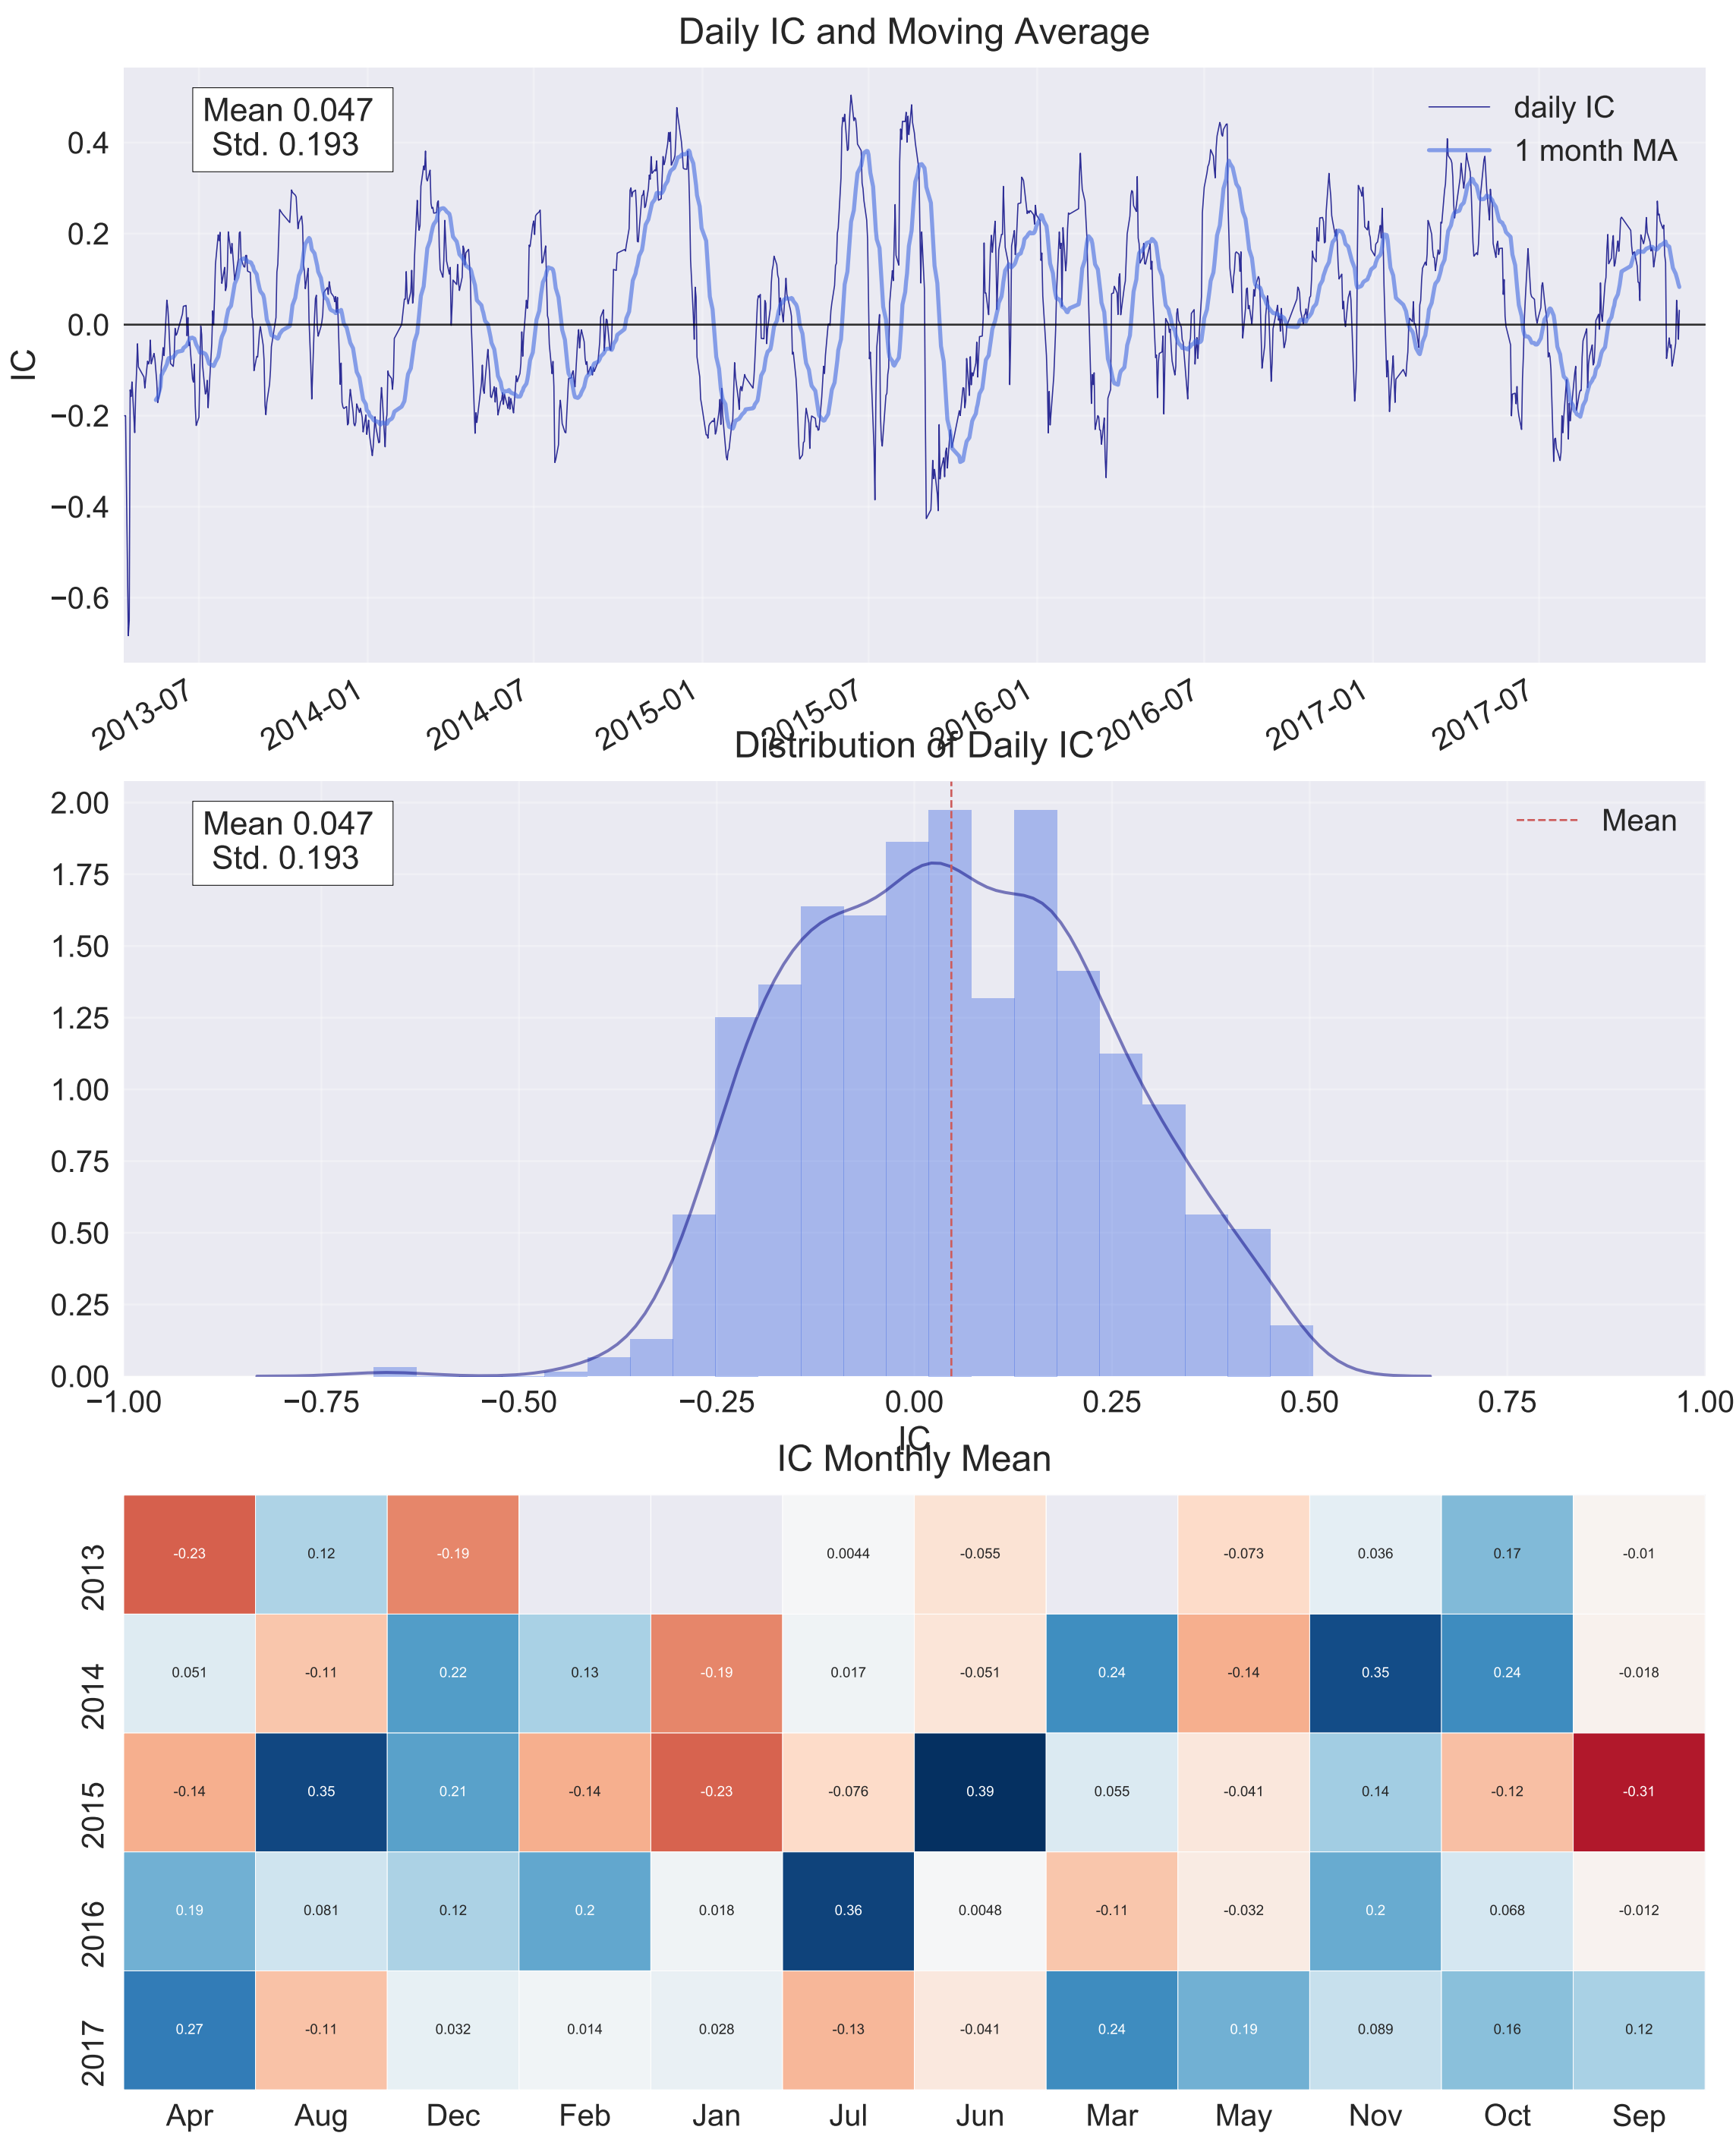 Daily IC and Moving Average
Mean 0.047
Std. 0.193
daily IC
1 month MA
IC
0.4
0.2
0.0
−0.2
−0.4
−0.6
2013-07
2014-01
2014-07
2015-01
2015-07
2016-01
2016-07
2017-01
2017-07
Distribution of Daily IC
Mean 0.047
Std. 0.193
Mean
2.00
1.75
1.50
1.25
1.00
0.75
0.50
0.25
0.00
−1.00 −0.75 −0.50 −0.25 0.00 0.25 0.50 0.75 1.00
IC
IC Monthly Mean
2013 -0.23 0.12 -0.19 0.0044 -0.055 -0.073 0.036 0.17 -0.01
2014 0.051 -0.11 0.22 0.13 -0.19 0.017 -0.051 0.24 -0.14 0.35 0.24 -0.018
2015 -0.14 0.35 0.21 -0.14 -0.23 -0.076 0.39 0.055 -0.041 0.14 -0.12 -0.31
2016 0.19 0.081 0.12 0.2 0.018 0.36 0.0048 -0.11 -0.032 0.2 0.068 -0.012
2017 0.27 -0.11 0.032 0.014 0.028 -0.13 -0.041 0.24 0.19 0.089 0.16 0.12
Apr Aug Dec Feb Jan Jul Jun Mar May Nov Oct Sep